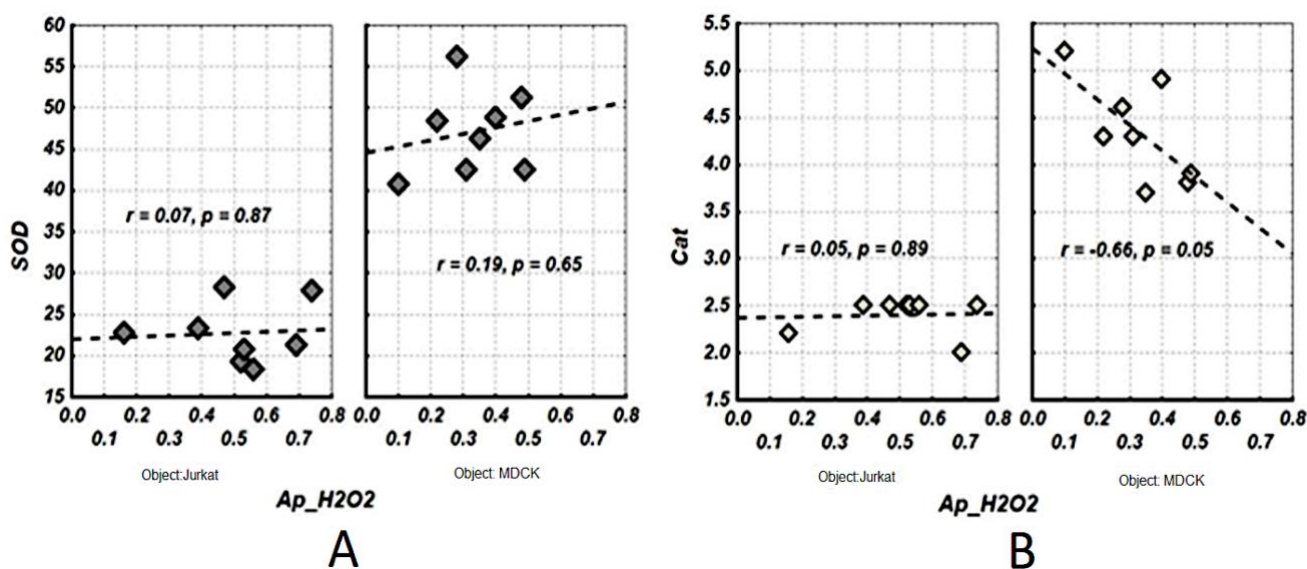 60
55
50
45
40
35
30
25
20
15
SOD
r = 0.07, p = 0.87
r = 0.19, p = 0.65
0.0 0.2 0.4 0.6 0.8 0.0 0.2 0.4 0.6 0.8
0.1 0.3 0.5 0.7 0.1 0.3 0.5 0.7
Object:Jurkat Object: MDCK
Ap_H2O2
A
5.5
5.0
4.5
4.0
3.5
3.0
2.5
2.0
1.5
Cat
r = 0.05, p = 0.89
r = -0.66, p = 0.05
0.0 0.2 0.4 0.6 0.8 0.0 0.2 0.4 0.6 0.8
0.1 0.3 0.5 0.7 0.1 0.3 0.5 0.7
Object:Jurkat Object: MDCK
Ap_H2O2
B